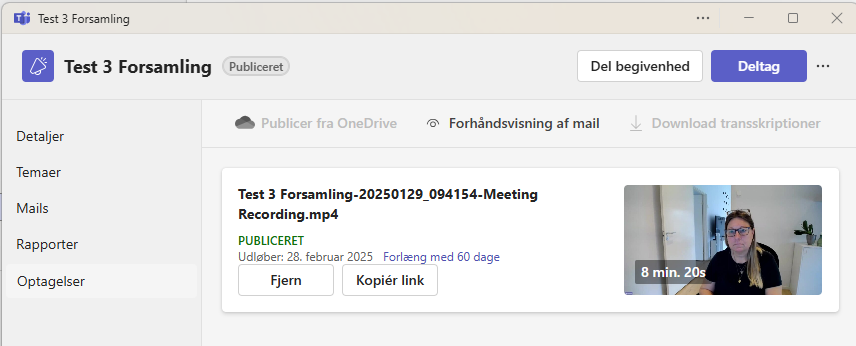 Test 3 Forsamling
Test 3 Forsamling Publiceret Del begivenhed Deltag
Detaljer
Temaer
Mails
Rapporter
Optagelser
Publicer fra OneDrive Forhåndsvisning af mail Download transskriptioner
Test 3 Forsamling-20250129_094154-Meeting
Recording.mp4
PUBLICERET
Udløber: 28. februar 2025 Forlæng med 60 dage
Fjern Kopiér link
8 min. 20s